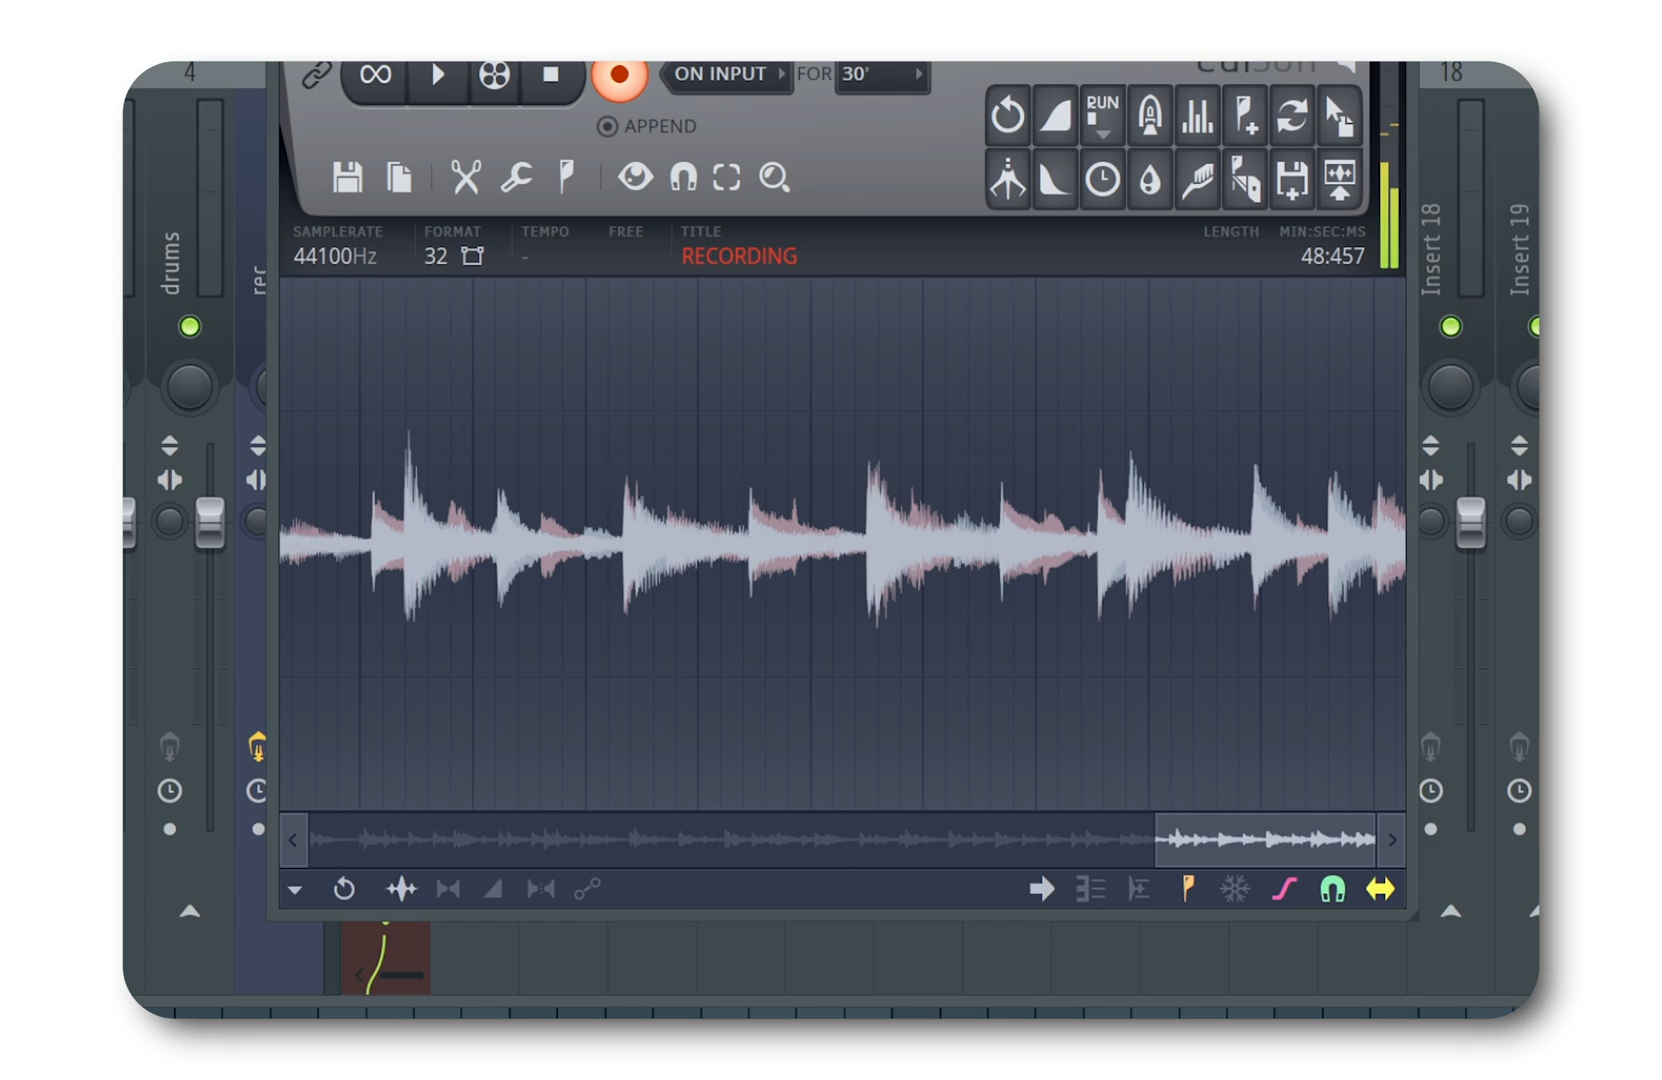 4
18
ON INPUT FOR 30'
Edison
APPEND
RUN
SAMPLERATE FORMAT TEMPO FREE TITLE LENGTH MIN:SEC:MS
44100Hz 32 - RECORDING 48:457
drums
rec
Insert 18
Insert 19